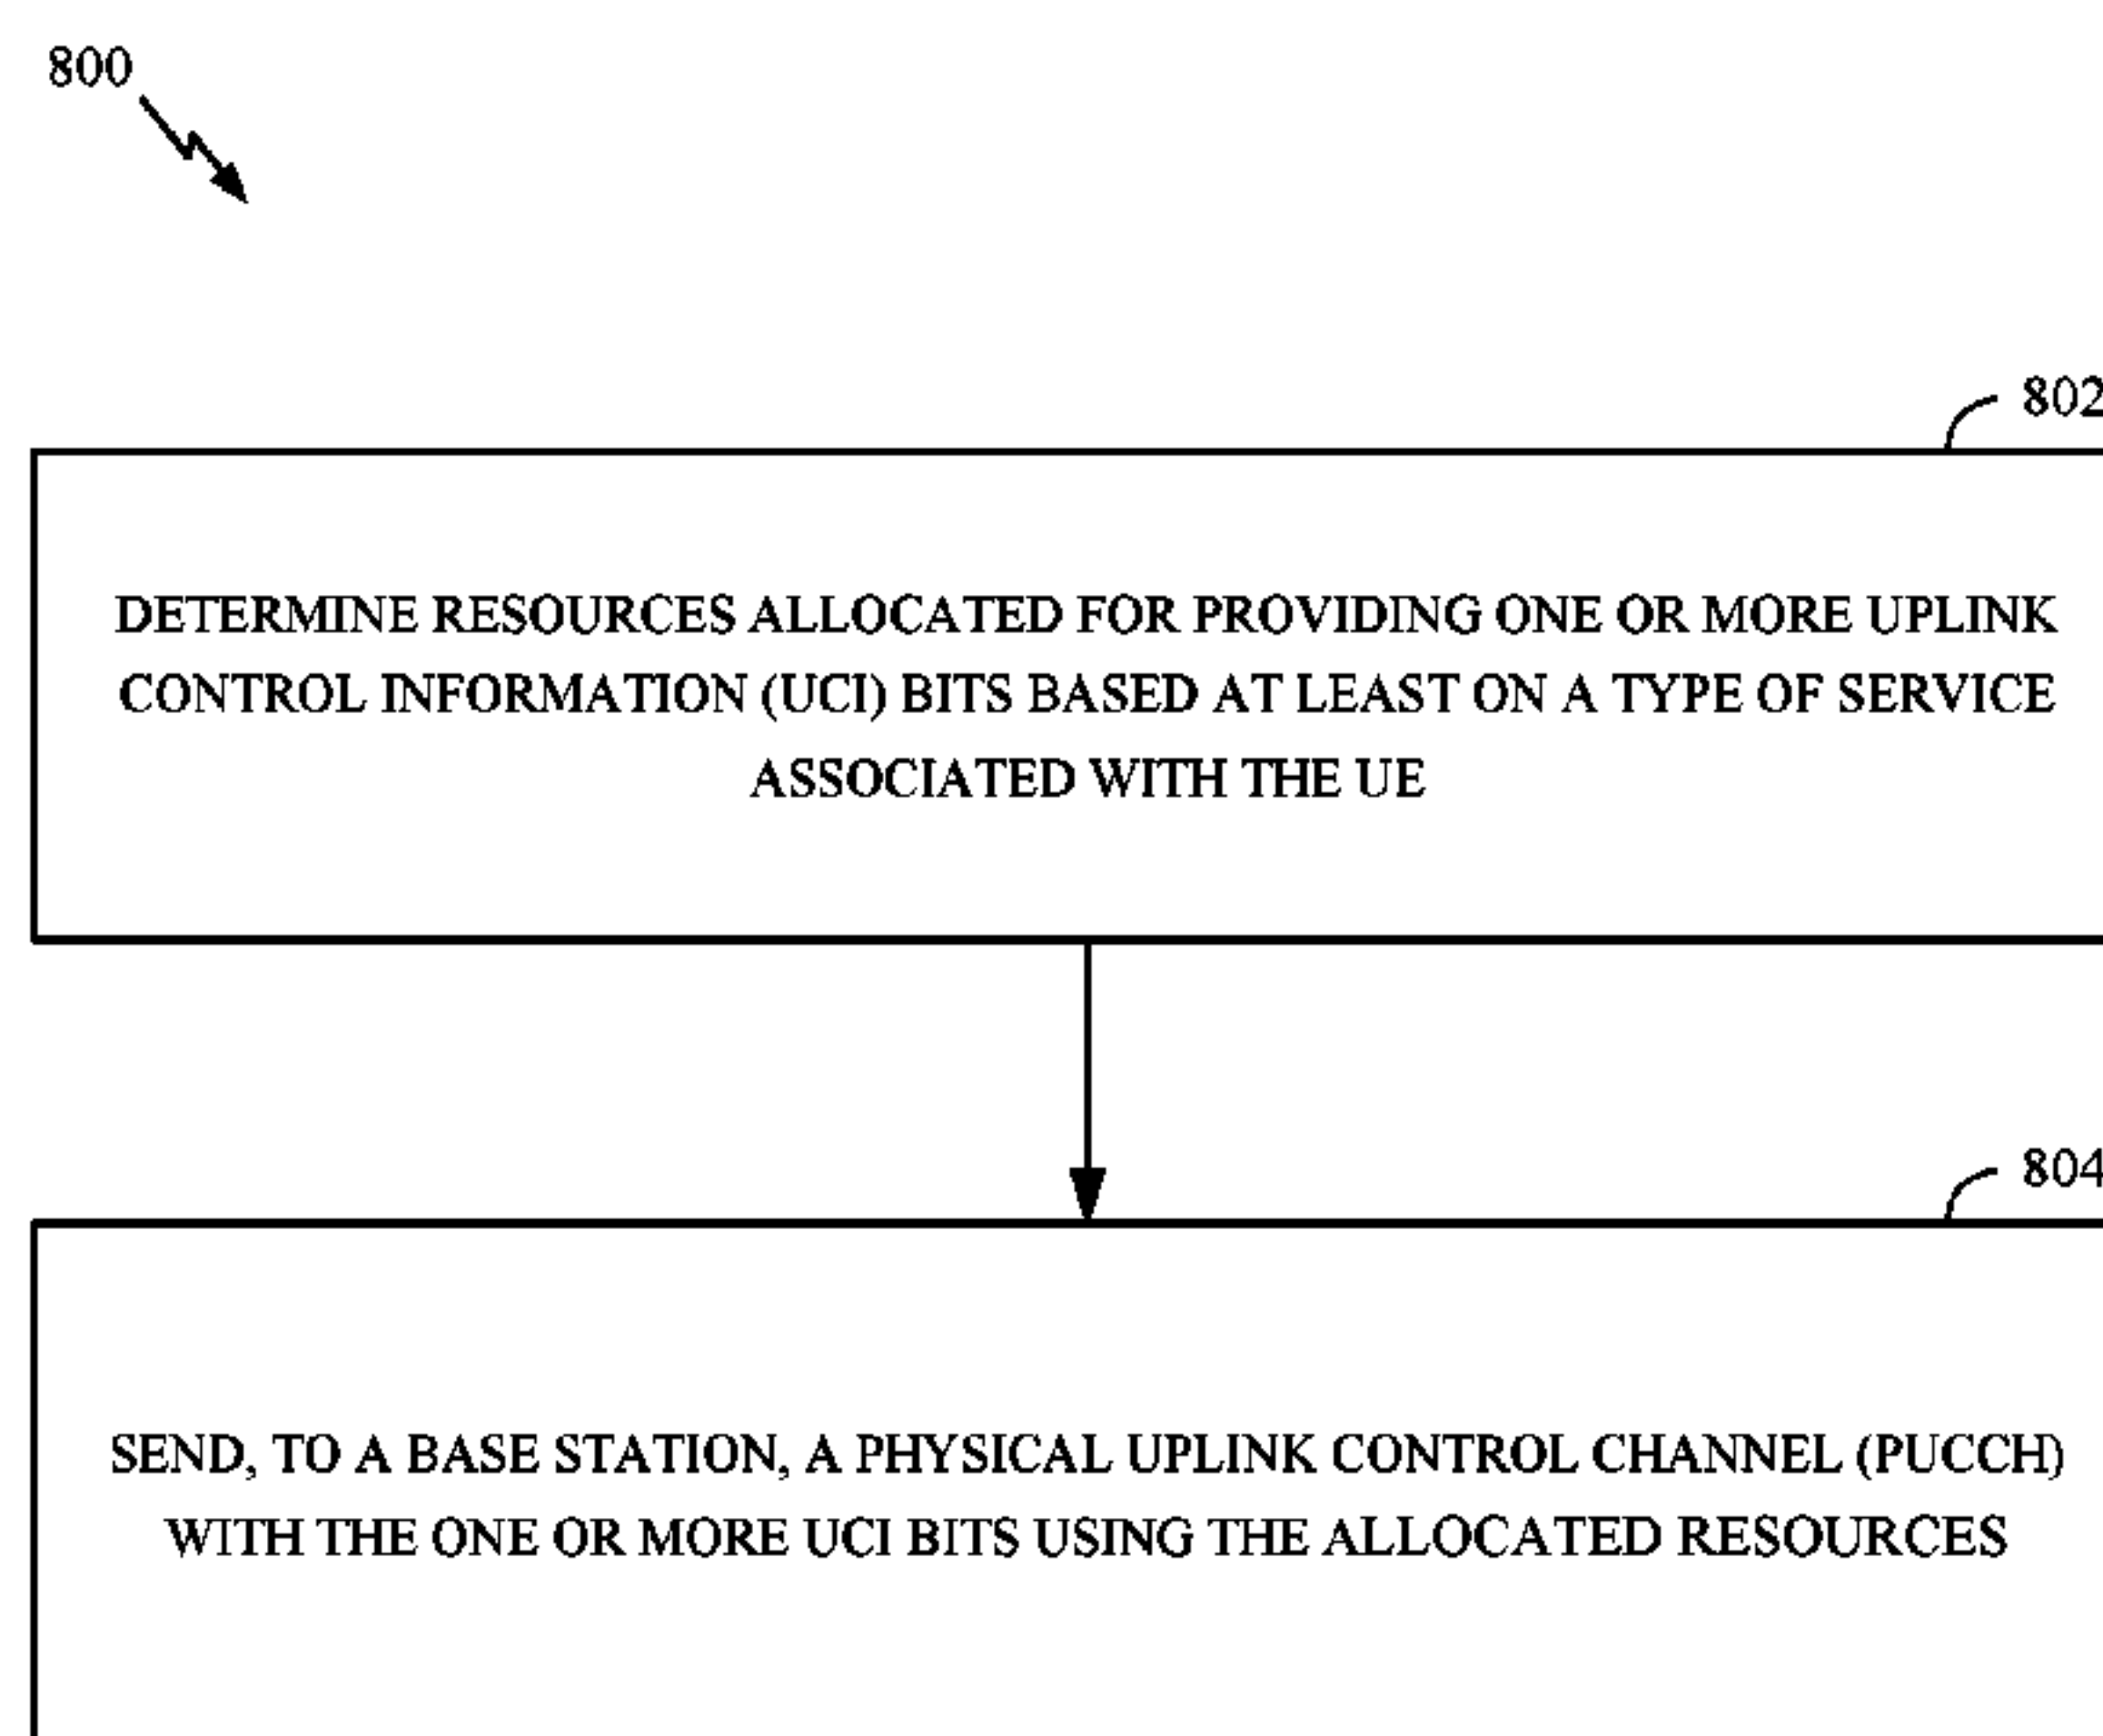 800
802
DETERMINE RESOURCES ALLOCATED FOR PROVIDING ONE OR MORE UPLINK
CONTROL INFORMATION (UCI) BITS BASED AT LEAST ON A TYPE OF SERVICE
ASSOCIATED WITH THE UE
804
SEND, TO A BASE STATION, A PHYSICAL UPLINK CONTROL CHANNEL (PUCCH)
WITH THE ONE OR MORE UCI BITS USING THE ALLOCATED RESOURCES